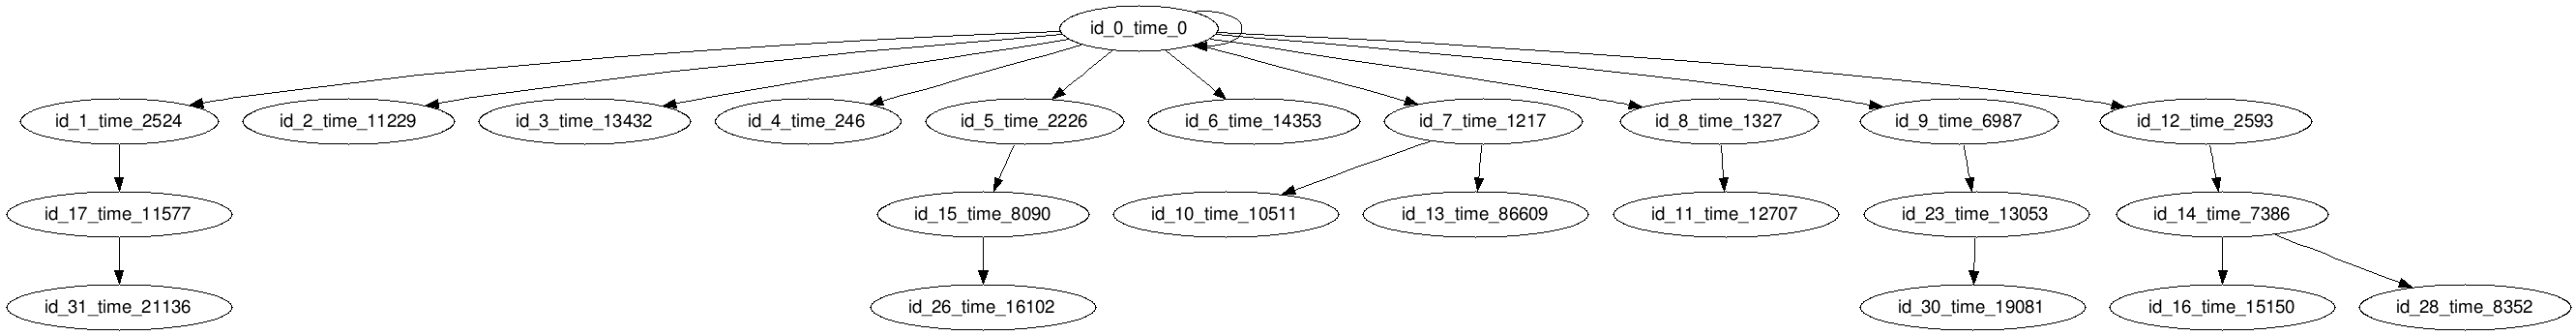 id_0_time_0
id_1_time_2524
id_2_time_11229
id_3_time_13432
id_4_time_246
id_5_time_2226
id_6_time_14353
id_7_time_1217
id_8_time_1327
id_9_time_6987
id_12_time_2593
id_17_time_11577
id_15_time_8090
id_10_time_10511
id_13_time_86609
id_11_time_12707
id_23_time_13053
id_14_time_7386
id_31_time_21136
id_26_time_16102
id_30_time_19081
id_16_time_15150
id_28_time_8352